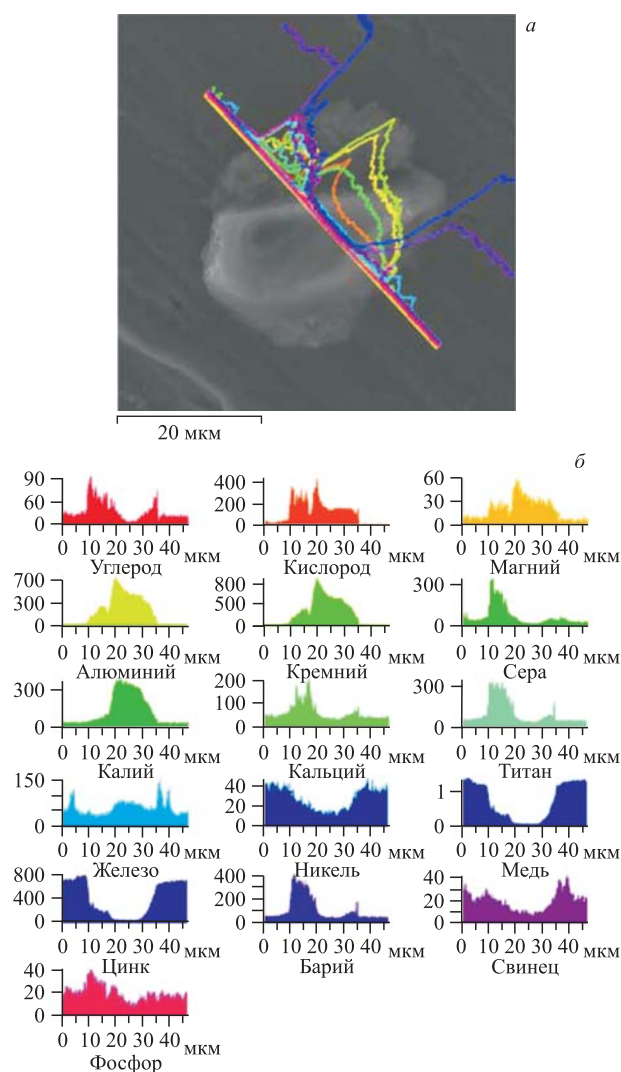 а
20 мкм
б
90
60
0
0 10 20 30 40 мкм
Углерод
400
200
0
0 10 20 30 40 мкм
Кислород
60
30
0
0 10 20 30 40 мкм
Магний
700
300
0
0 10 20 30 40 мкм
Алюминий
800
500
0
0 10 20 30 40 мкм
Кремний
300
0
0 10 20 30 40 мкм
Сера
300
0
0 10 20 30 40 мкм
Калий
200
100
0
0 10 20 30 40 мкм
Кальций
300
0
0 10 20 30 40 мкм
Титан
150
0
0 10 20 30 40 мкм
Железо
40
20
0
0 10 20 30 40 мкм
Никель
1
0
0 10 20 30 40 мкм
Медь
800
400
0
0 10 20 30 40 мкм
Цинк
400
200
0
0 10 20 30 40 мкм
Барий
40
20
0
0 10 20 30 40 мкм
Свинец
40
20
0
0 10 20 30 40 мкм
Фосфор